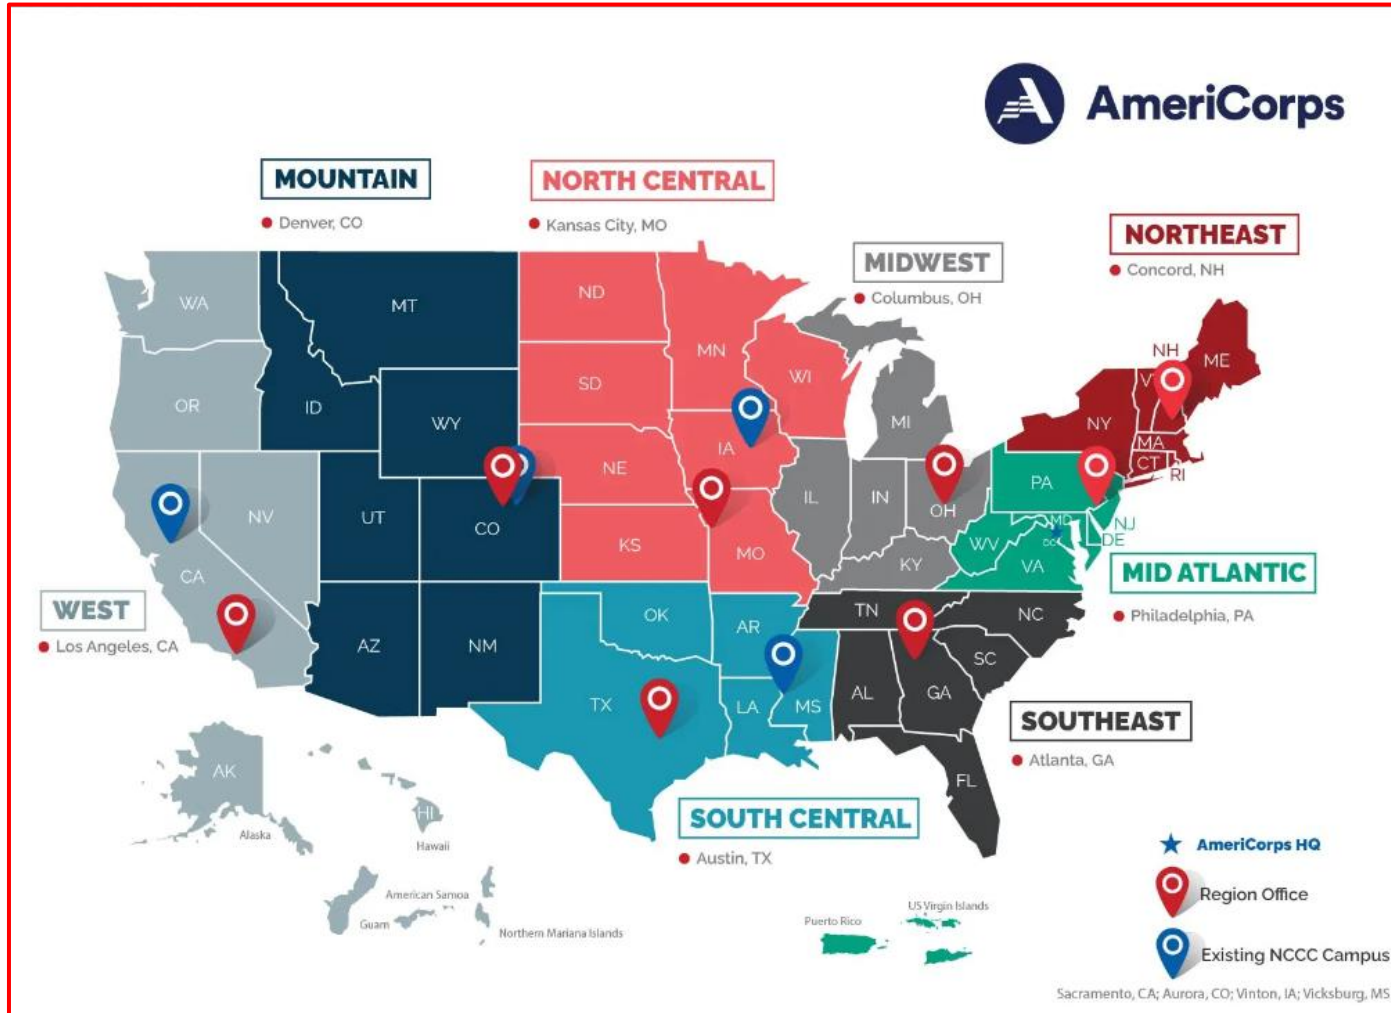 AmeriCorps
MOUNTAIN
Denver, CO
NORTH CENTRAL
Kansas City, MO
MIDWEST
Columbus, OH
NORTHEAST
Concord, NH
WA
MT
ND
MN
OR
ID
WY
SD
WI
MI
NH
ME
VT
NY
MA
CT
RI
NV
UT
CO
NE
IA
IL
IN
OH
PA
NJ
DE
MD
DC
WV
VA
KS
MO
KY
CA
WEST
Los Angeles, CA
MID ATLANTIC
Philadelphia, PA
AZ
NM
OK
AR
TN
NC
SC
TX
LA
MS
AL
GA
FL
SOUTHEAST
Atlanta, GA
AK
Alaska
HI
Hawaii
SOUTH CENTRAL
Austin, TX
American Samoa
Guam
Northern Mariana Islands
Puerto Rico
US Virgin Islands
AmeriCorps HQ
Region Office
Existing NCCC Campus
Sacramento, CA; Aurora, CO; Vinton, IA; Vicksburg, MS